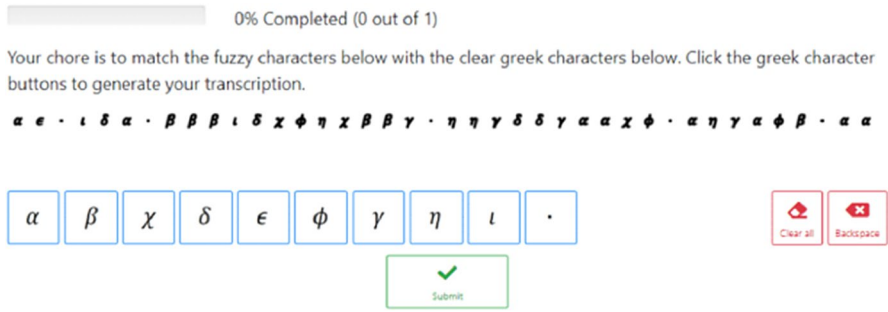 0% Completed (0 out of 1)
Your chore is to match the fuzzy characters below with the clear greek characters below. Click the greek character
buttons to generate your transcription.
α ϵ · ι δ α · β β β ι δ χ ϕ η χ β β γ · η η γ δ δ γ α α χ ϕ · α η γ α ϕ β · α α
α β χ δ ϵ ϕ γ η ι ·
Clear all Backspace
Submit